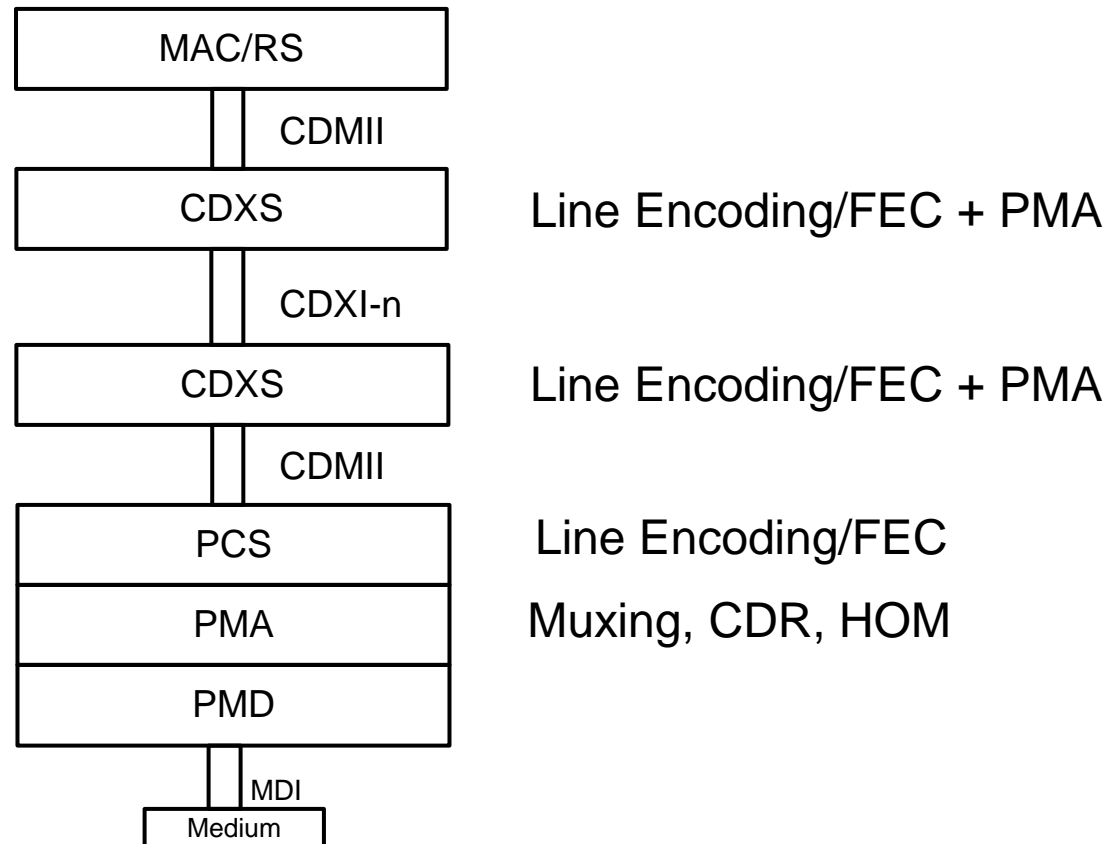 MAC/RS
CDMII
CDXS
Line Encoding/FEC + PMA
CDXI-n
CDXS
Line Encoding/FEC + PMA
CDMII
PCS
Line Encoding/FEC
PMA
Muxing, CDR, HOM
PMD
MDI
Medium